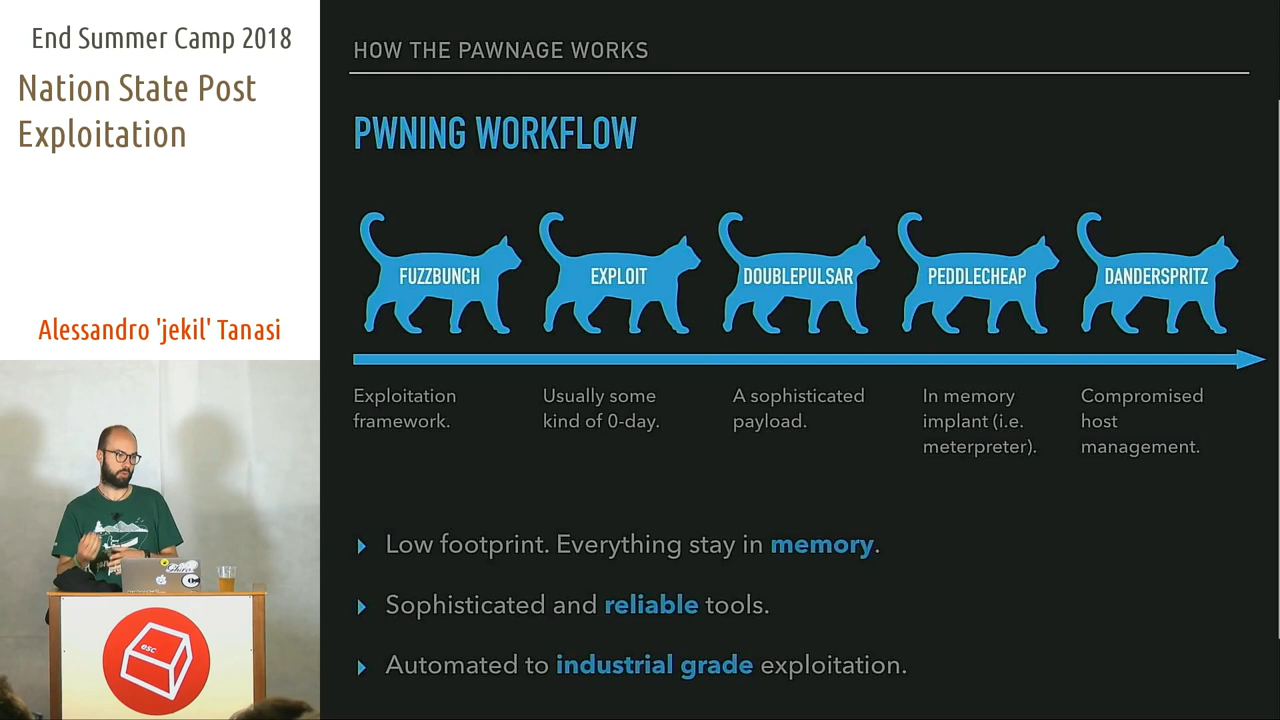 End Summer Camp 2018
Nation State Post
Exploitation
Alessandro 'jekil' Tanasi
HOW THE PAWNAGE WORKS
PWNING WORKFLOW
FUZZBUNCH
EXPLOIT
DOUBLEPULSAR
PEDDLECHEAP
DANDERSPRITZ
Exploitation
framework.
Usually some
kind of 0-day.
A sophisticated
payload.
In memory
implant (i.e.
meterpreter).
Compromised
host
management.
Low footprint. Everything stay in memory.
Sophisticated and reliable tools.
Automated to industrial grade exploitation.
esc